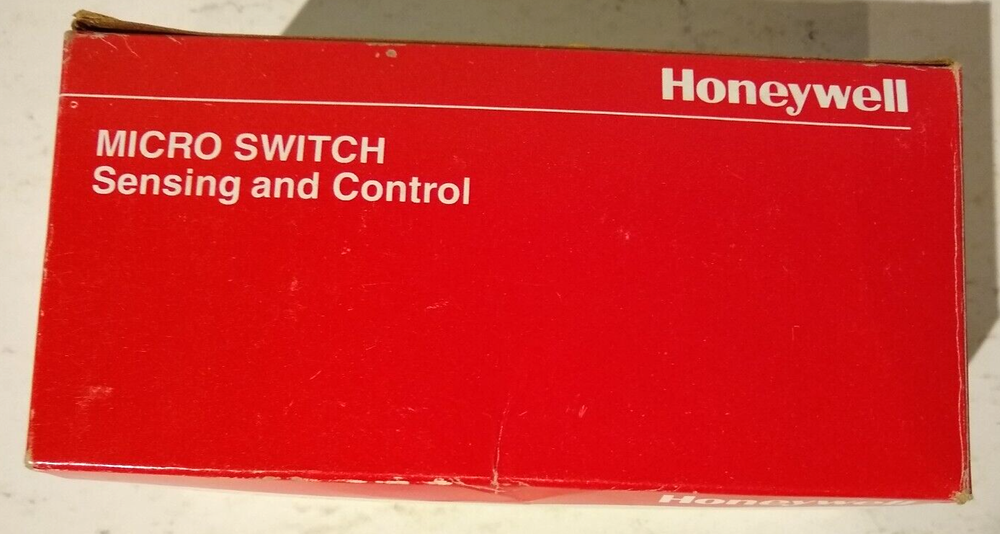 Honeywell
MICRO SWITCH
Sensing and Control
Honeywell